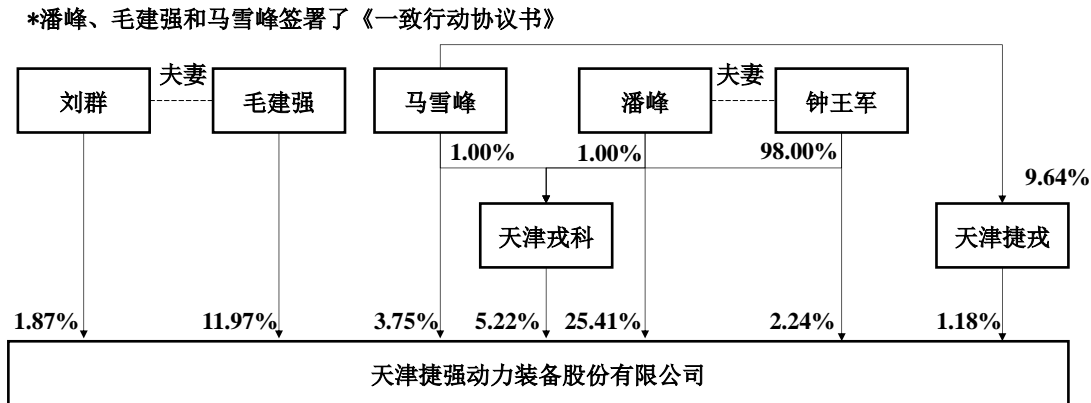 *潘峰、毛建强和马雪峰签署了《一致行动协议书》
夫妻
夫妻
刘群
毛建强
马雪峰
潘峰
钟王军
1.00%
1.00%
98.00%
9.64%
天津戎科
天津捷戎
1.87%
11.97%
3.75%
5.22%
25.41%
2.24%
1.18%
天津捷强动力装备股份有限公司